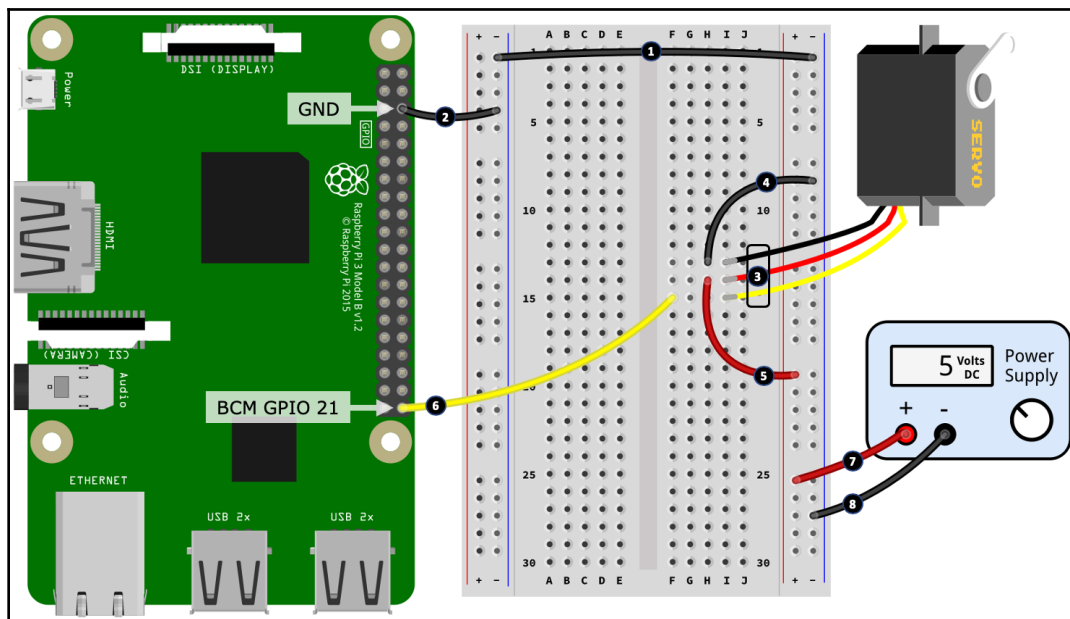 DSI (DISPLAY)
Power
GND
GPIO
HDMI
Raspberry Pi 3 Model B v1.2
© Raspberry Pi 2015
CSI (CAMERA)
Audio
BCM GPIO 21
ETHERNET
USB 2x
USB 2x
+ − A B C D E F G H I J + −
1 1
5 5
10 10
15
20
25 25
30 30
+ − A B C D E F G H I J + −
1
2
3
4
5
6
7
8
SERVO
5 Volts
DC
Power
Supply
+ -